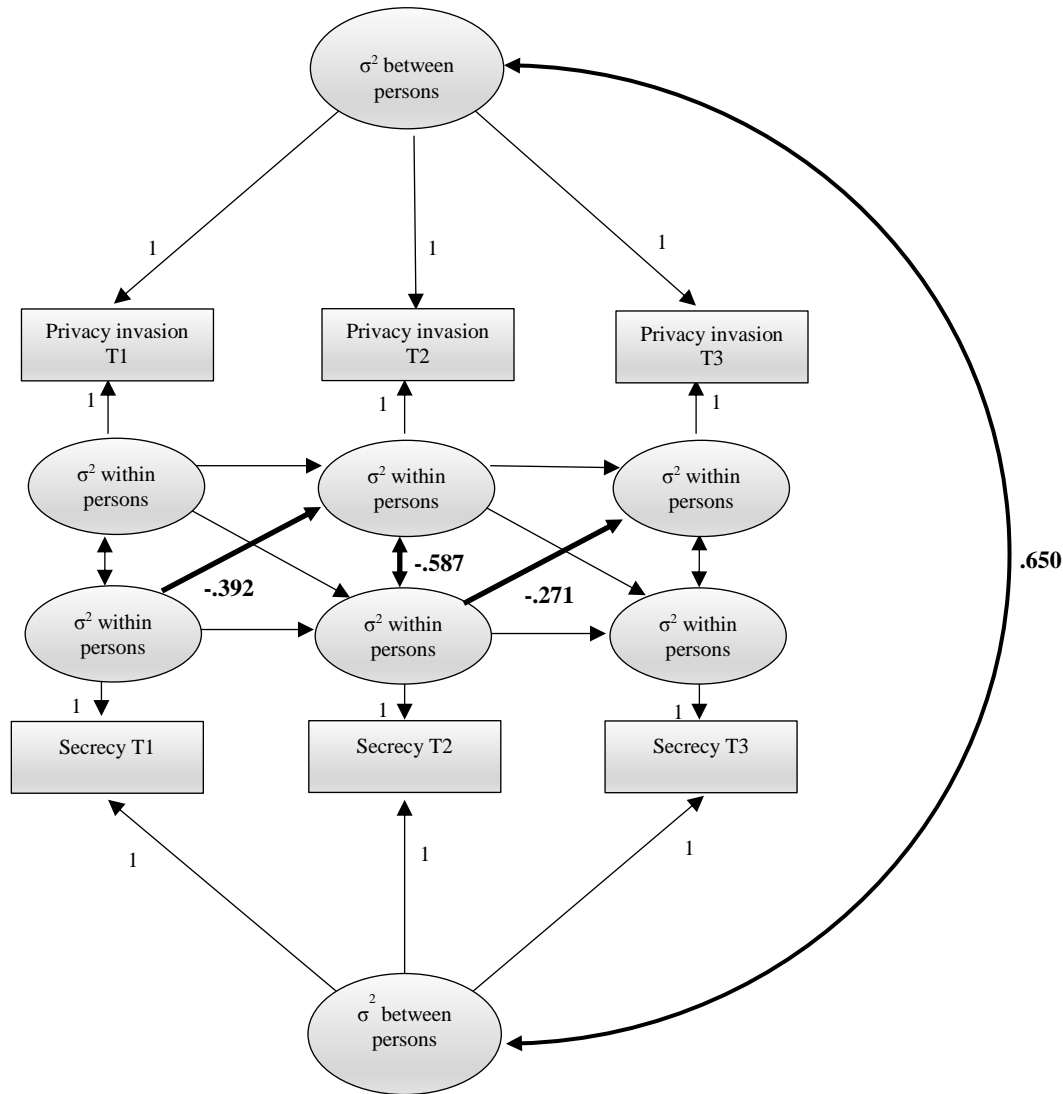 σ² between
persons
1
1
1
Privacy invasion
T1
Privacy invasion
T2
Privacy invasion
T3
1
1
1
σ² within
persons
σ² within
persons
σ² within
persons
-.392
-.587
-.271
.650
σ² within
persons
σ² within
persons
σ² within
persons
1
1
1
Secrecy T1
Secrecy T2
Secrecy T3
1
1
1
σ² between
persons